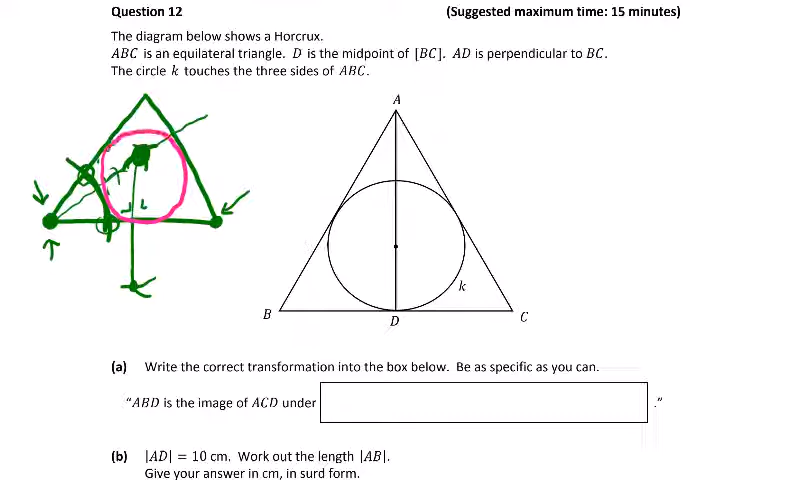 Question 12 (Suggested maximum time: 15 minutes)
The diagram below shows a Horcrux.
ABC is an equilateral triangle. D is the midpoint of [BC]. AD is perpendicular to BC.
The circle k touches the three sides of ABC.
A
k
B
D
C
(a) Write the correct transformation into the box below. Be as specific as you can.
"ABD is the image of ACD under ."
(b) |AD| = 10 cm. Work out the length |AB|.
Give your answer in cm, in surd form.